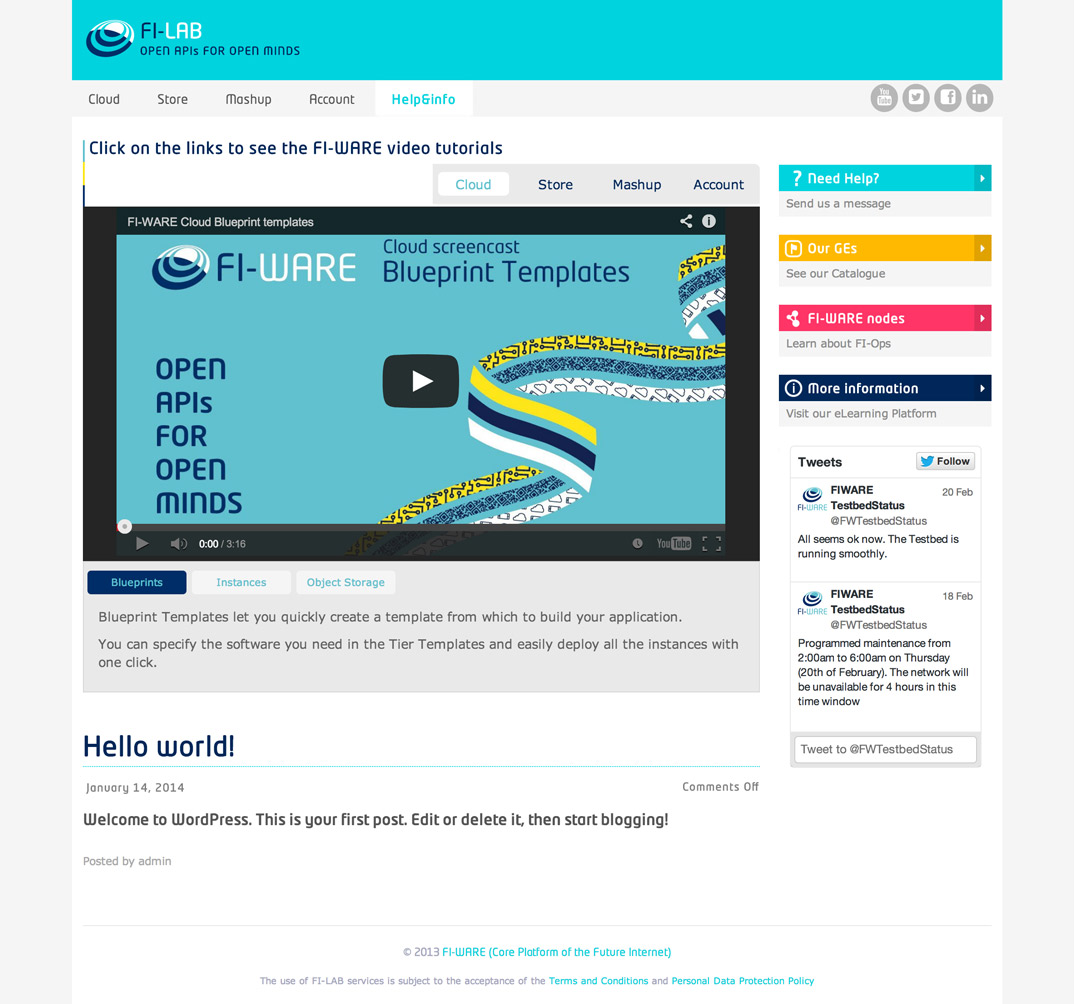 FI-LAB
OPEN APIs FOR OPEN MINDS
Cloud Store Mashup Account Help&info
You Tube
Click on the links to see the FI-WARE video tutorials
Cloud Store Mashup Account
FI-WARE Cloud Blueprint templates
FI-WARE
Cloud screencast
Blueprint Templates
OPEN
APIs
FOR
OPEN
MINDS
0:00 / 3:16
YouTube
Blueprints Instances Object Storage
Blueprint Templates let you quickly create a template from which to build your application.
You can specify the software you need in the Tier Templates and easily deploy all the instances with
one click.
Hello world!
January 14, 2014
Comments Off
Welcome to WordPress. This is your first post. Edit or delete it, then start blogging!
Posted by admin
? Need Help?
Send us a message
Our GEs
See our Catalogue
FI-WARE nodes
Learn about FI-Ops
More information
Visit our eLearning Platform
Tweets
Follow
FI-WARE
FIWARE
TestbedStatus
@FWTestbedStatus
20 Feb
All seems ok now. The Testbed is
running smoothly.
FI-WARE
FIWARE
TestbedStatus
@FWTestbedStatus
18 Feb
Programmed maintenance from
2:00am to 6:00am on Thursday
(20th of February). The network will
be unavailable for 4 hours in this
time window
Tweet to @FWTestbedStatus
© 2013 FI-WARE (Core Platform of the Future Internet)
The use of FI-LAB services is subject to the acceptance of the Terms and Conditions and Personal Data Protection Policy